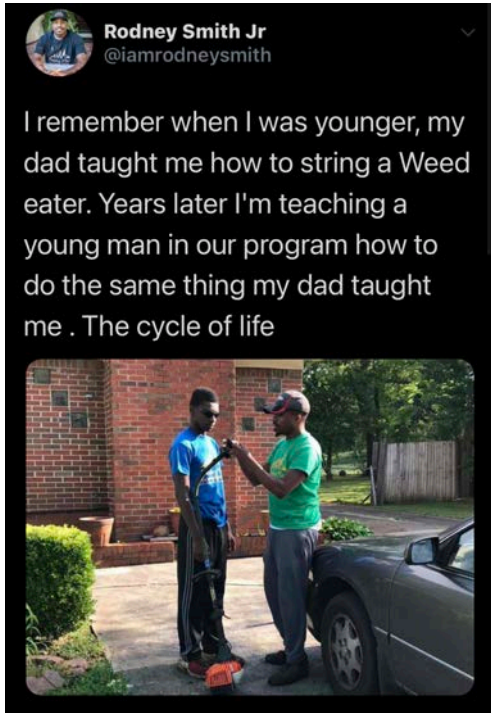 Rodney Smith Jr
@iamrodneysmith
I remember when I was younger, my
dad taught me how to string a Weed
eater. Years later I'm teaching a
young man in our program how to
do the same thing my dad taught
me . The cycle of life